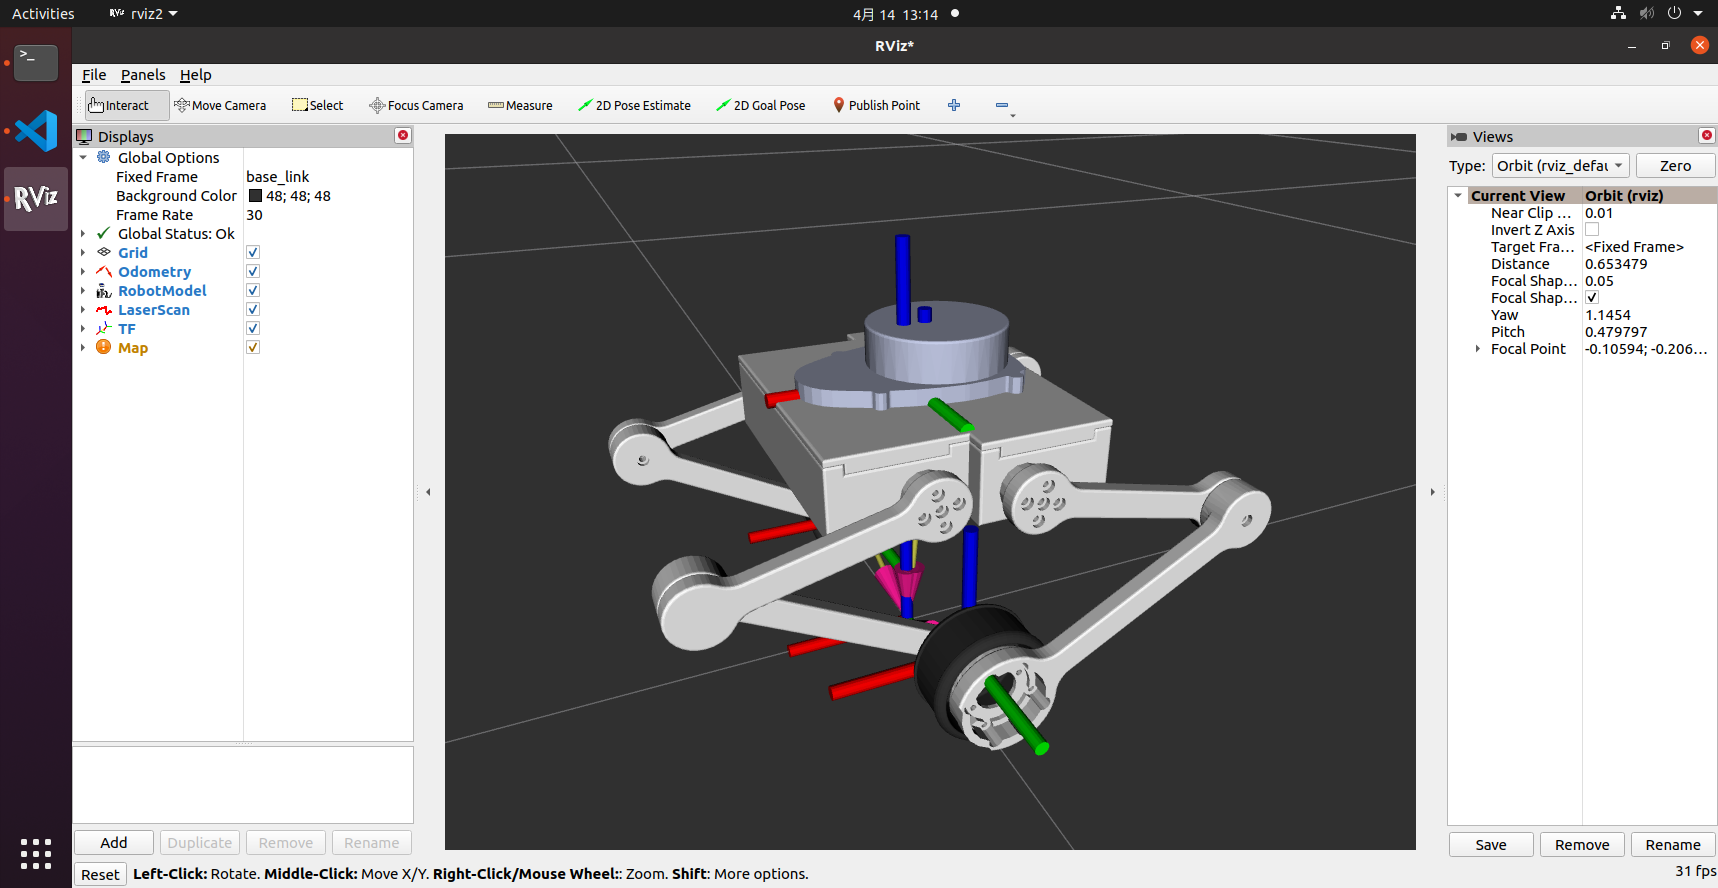 Activities
RViz
rviz2
4月 14 13:14
>_
RViz*
File
Panels
Help
Interact
Move Camera
Select
Focus Camera
Measure
2D Pose Estimate
2D Goal Pose
Publish Point
Displays
Global Options
Fixed Frame base_link
Background Color 48; 48; 48
Frame Rate 30
Global Status: Ok
Grid
Odometry
RobotModel
LaserScan
TF
Map
RViz
Add
Duplicate
Remove
Rename
Reset
Left-Click: Rotate. Middle-Click: Move X/Y. Right-Click/Mouse Wheel:: Zoom. Shift: More options.
Views
Type: Orbit (rviz_defau
Zero
Current View Orbit (rviz)
Near Clip ... 0.01
Invert Z Axis
Target Fra... <Fixed Frame>
Distance 0.653479
Focal Shap... 0.05
Focal Shap...
Yaw 1.1454
Pitch 0.479797
Focal Point -0.10594; -0.206...
Save
Remove
Rename
31 fps